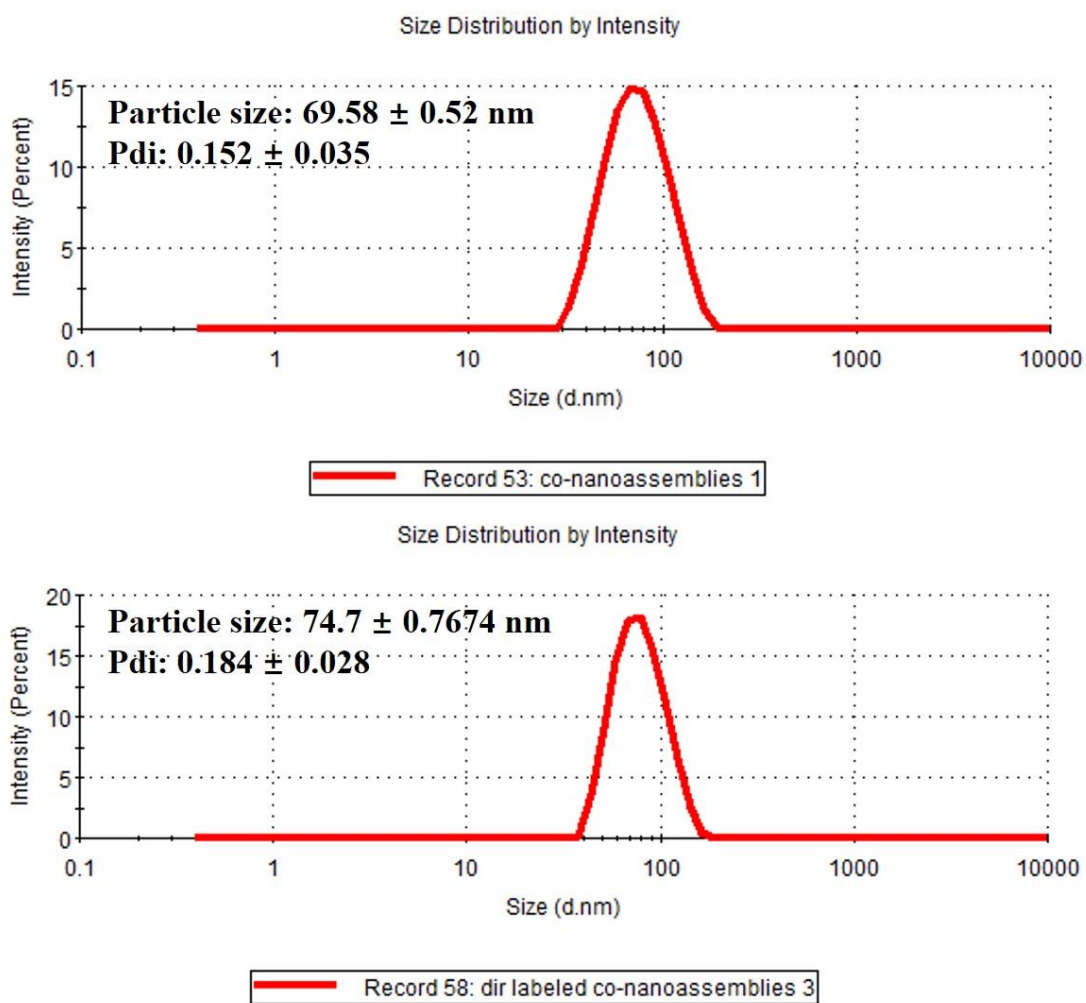 Size Distribution by Intensity
Particle size: 69.58 ± 0.52 nm
Pdi: 0.152 ± 0.035
Intensity (Percent)
15
10
5
0
0.1 1 10 100 1000 10000
Size (d.nm)
Record 53: co-nanoassemblies 1
Size Distribution by Intensity
Particle size: 74.7 ± 0.7674 nm
Pdi: 0.184 ± 0.028
Intensity (Percent)
20
15
10
5
0
0.1 1 10 100 1000 10000
Size (d.nm)
Record 58: dir labeled co-nanoassemblies 3